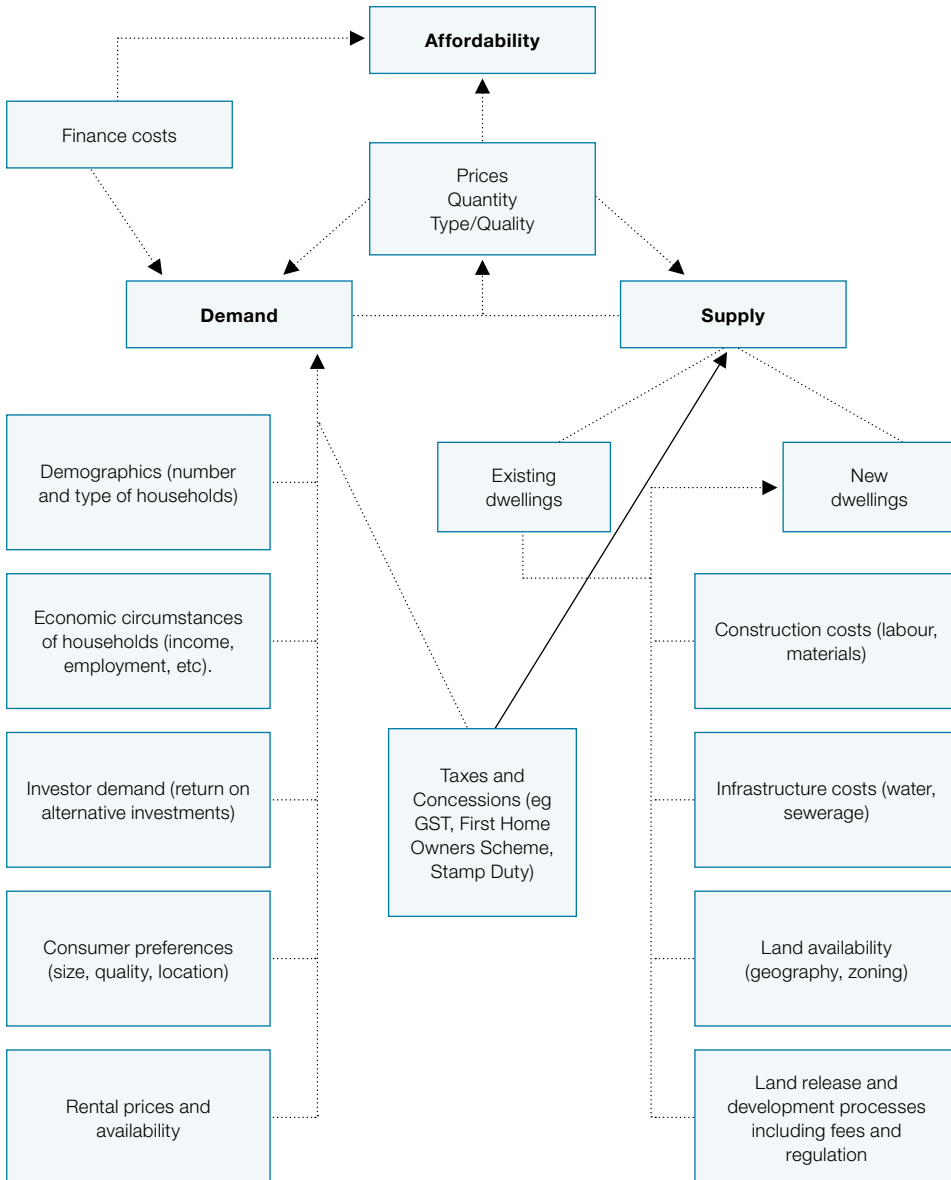 Affordability
Finance costs
Prices
Quantity
Type/Quality
Demand
Supply
Demographics (number
and type of households)
Existing
dwellings
New
dwellings
Economic circumstances
of households (income,
employment, etc).
Construction costs (labour,
materials)
Investor demand (return on
alternative investments)
Taxes and
Concessions (eg
GST, First Home
Owners Scheme,
Stamp Duty)
Infrastructure costs (water,
sewerage)
Consumer preferences
(size, quality, location)
Land availability
(geography, zoning)
Rental prices and
availability
Land release and
development processes
including fees and
regulation